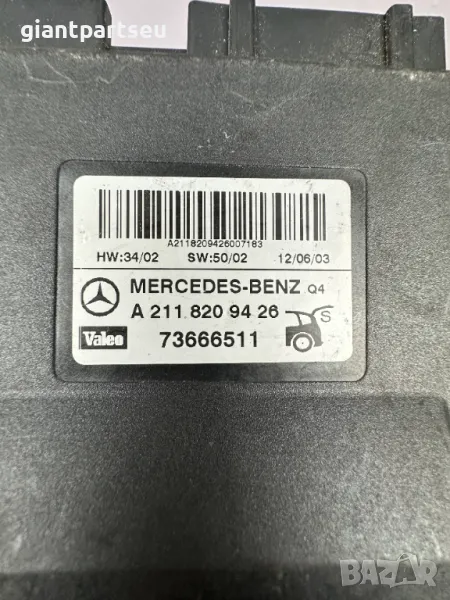 giantpartseu
A2118209426007183
HW:34/02 SW:50/02 12/06/03
MERCEDES-BENZ Q4
A 211 820 94 26
S
Valeo 73666511
BAZAR